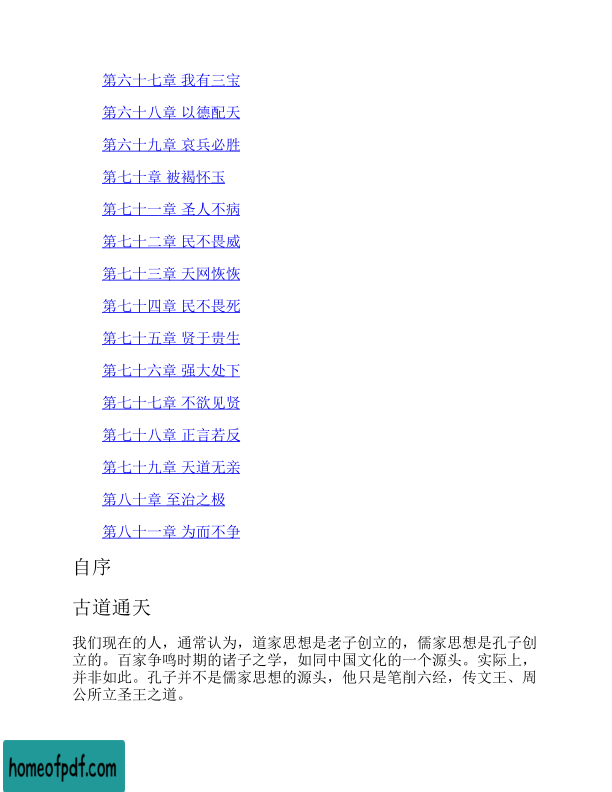 第六十七章 我有三宝
第六十八章 以德配天
第六十九章 哀兵必胜
第七十章 被褐怀玉
第七十一章 圣人不病
第七十二章 民不畏威
第七十三章 天网恢恢
第七十四章 民不畏死
第七十五章 贤于贵生
第七十六章 强大处下
第七十七章 不欲见贤
第七十八章 正言若反
第七十九章 天道无亲
第八十章 至治之极
第八十一章 为而不争
自序
古道通天
我们现在的人，通常认为，道家思想是老子创立的，儒家思想是孔子创
立的。百家争鸣时期的诸子之学，如同中国文化的一个源头。实际上，
并非如此。孔子并不是儒家思想的源头，他只是笔削六经，传文王、周
公所立圣王之道。
homeofpdf.com